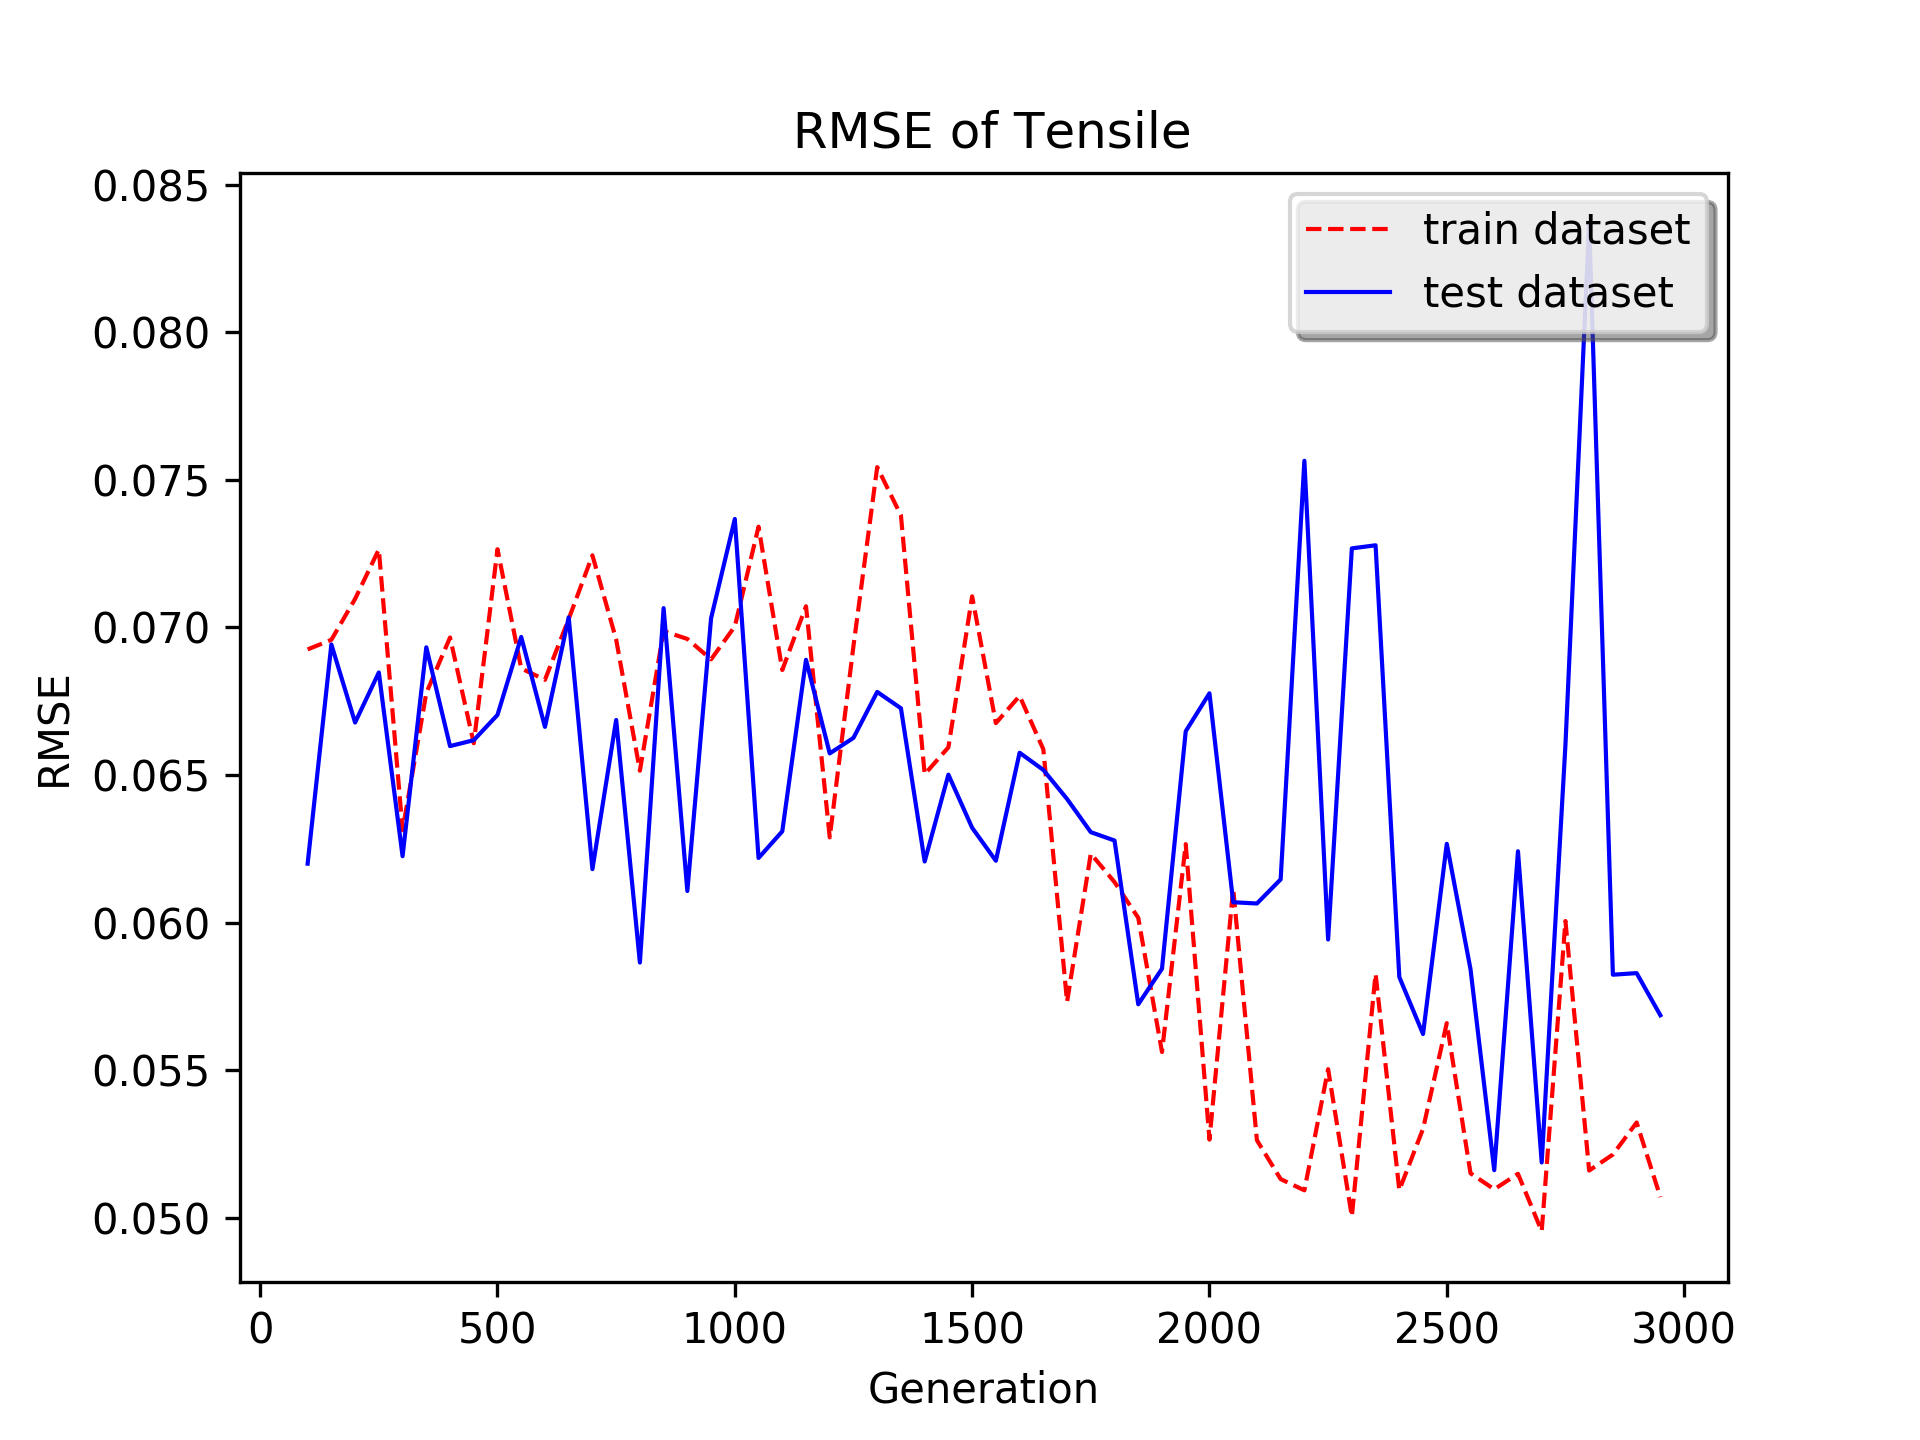 RMSE of Tensile
0.085
0.080
0.075
0.070
0.065
0.060
0.055
0.050
RMSE
train dataset
test dataset
0 500 1000 1500 2000 2500 3000
Generation